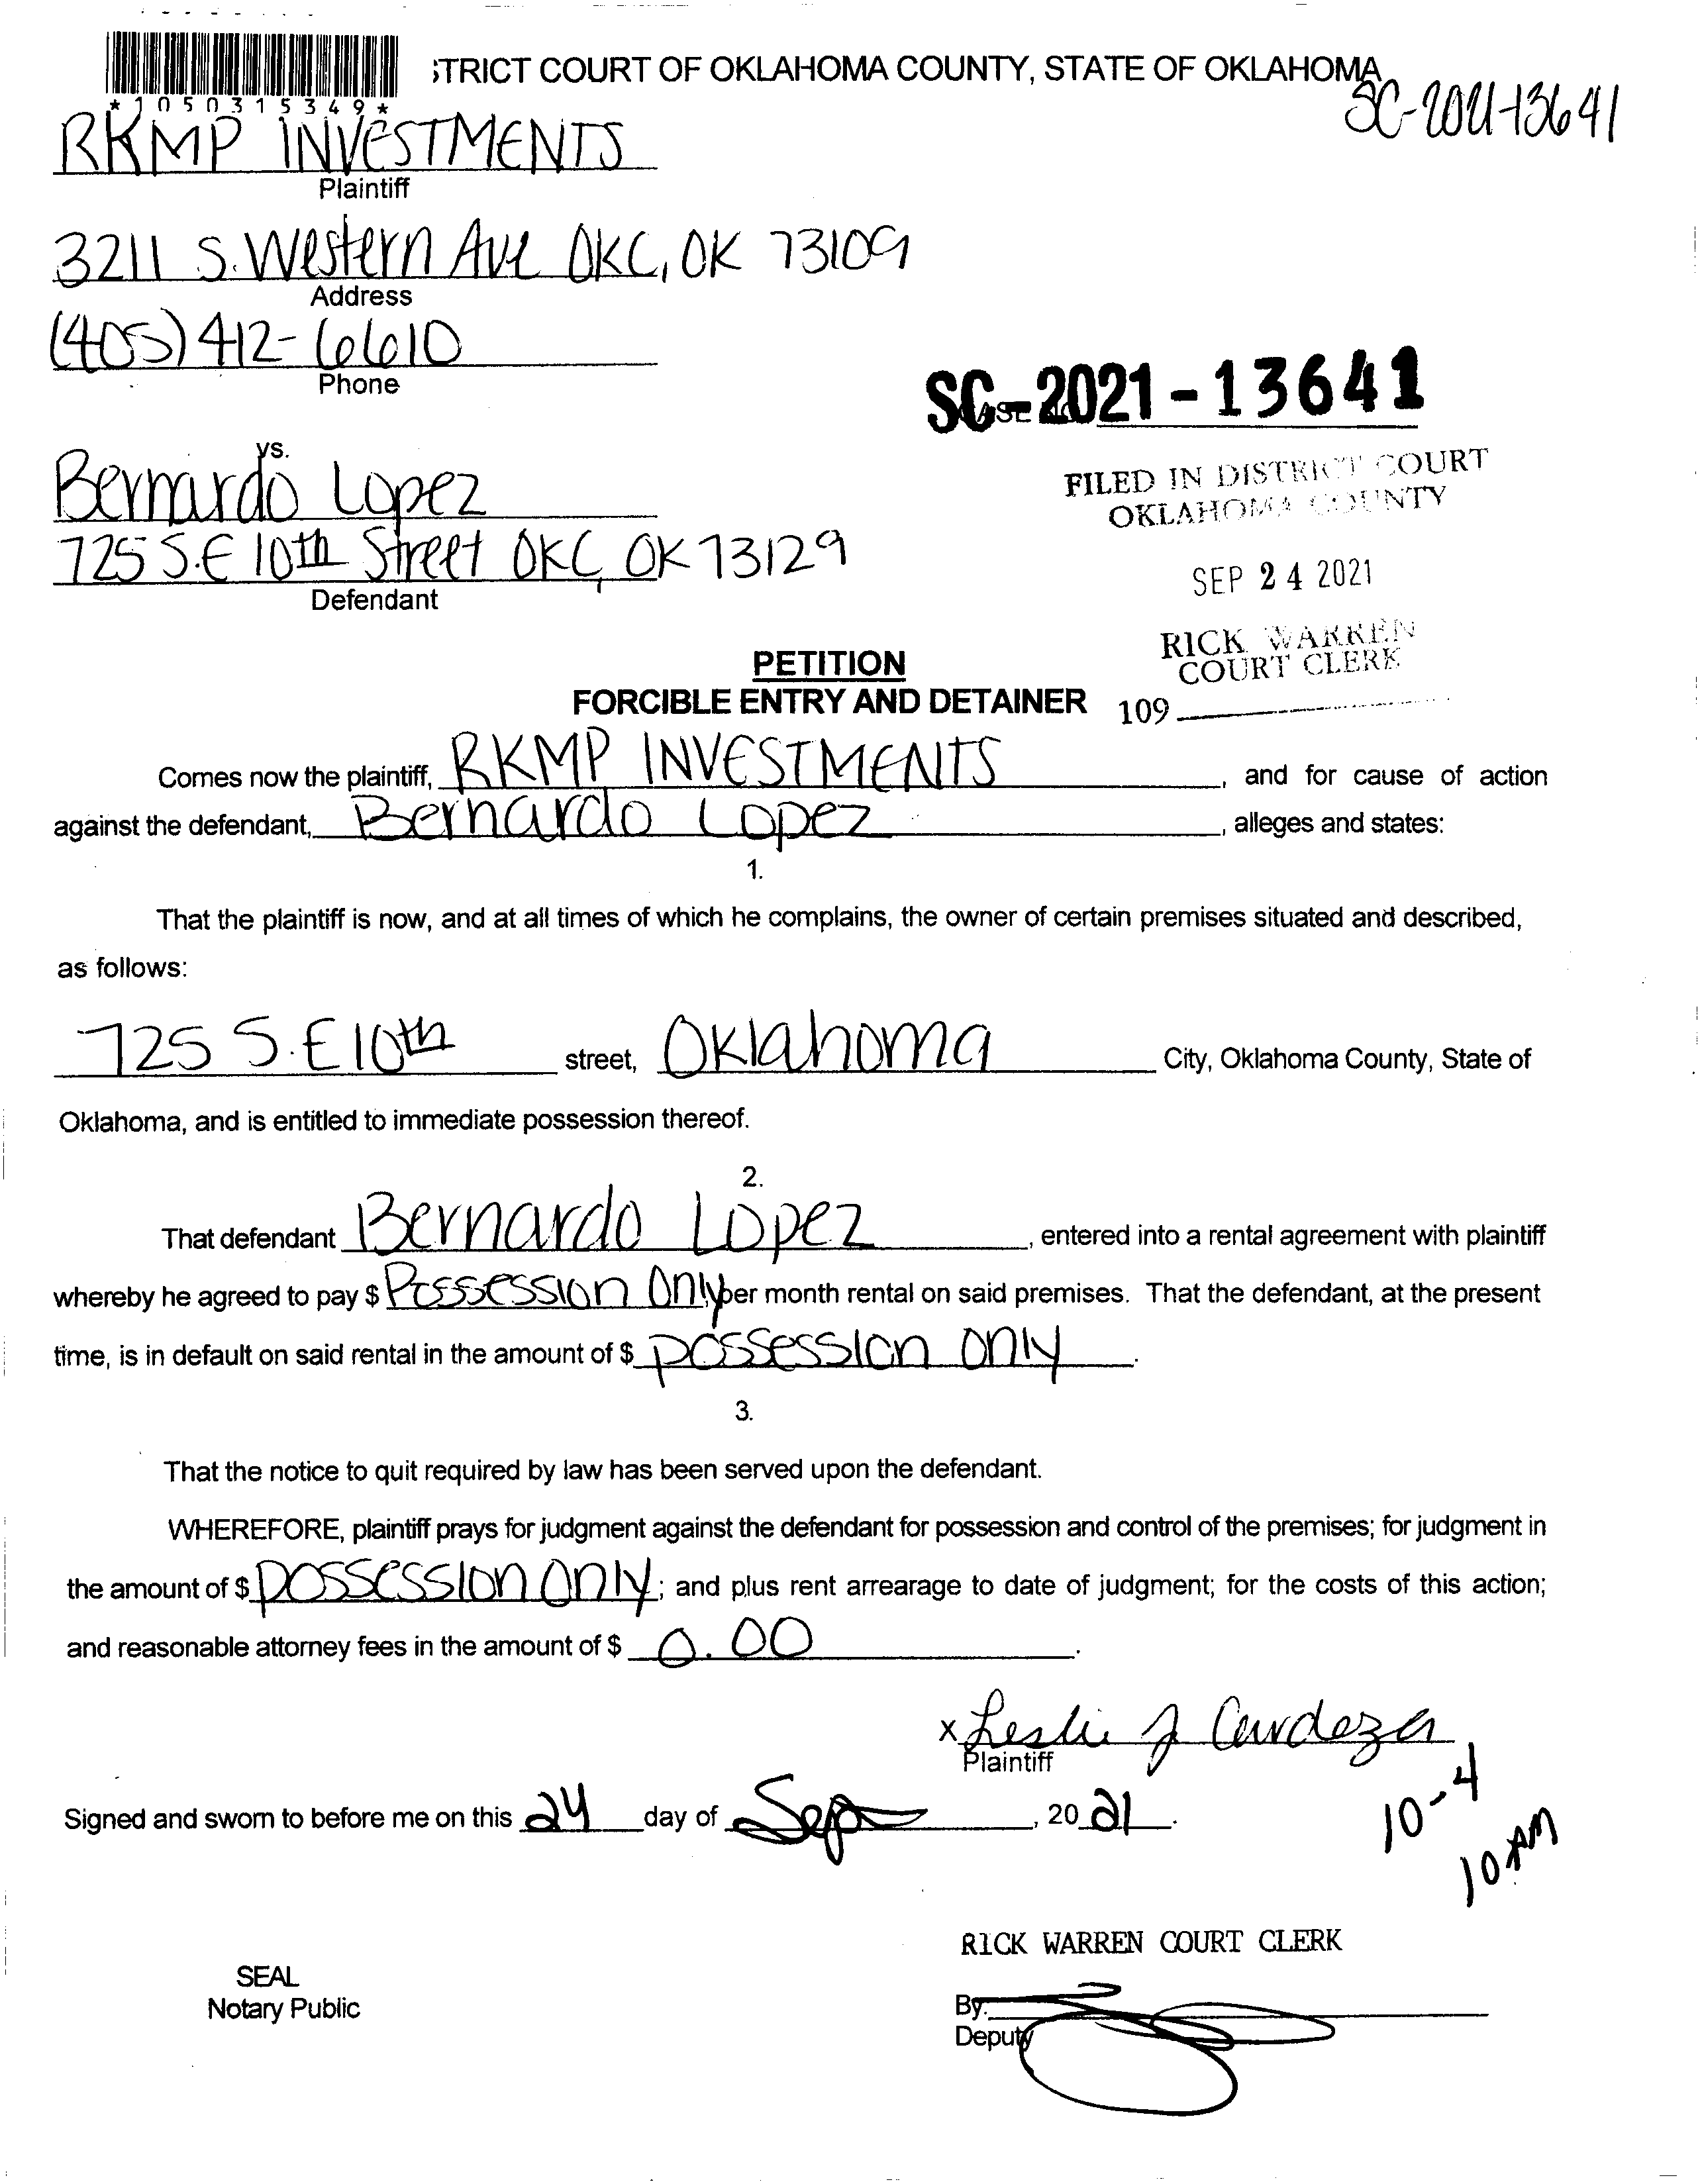 STRICT COURT OF OKLAHOMA COUNTY, STATE OF OKLAHOMA
*1050315349*
SC-2021-13641
RKMP INVESTMENTS
Plaintiff
3211 S. Western Ave OKC, OK 73109
Address
(405) 412-6610
Phone
SC-2021-13641
vs.
Bernardo Lopez
725 S.E 10th Street OKC, OK 73129
Defendant
FILED IN DISTRICT COURT
OKLAHOMA COUNTY
SEP 24 2021
RICK WARREN
COURT CLERK
109
PETITION
FORCIBLE ENTRY AND DETAINER
Comes now the plaintiff, RKMP INVESTMENTS, and for cause of action
against the defendant, Bernardo Lopez, alleges and states:
1.
That the plaintiff is now, and at all times of which he complains, the owner of certain premises situated and described,
as follows:
725 S.E 10th street, Oklahoma City, Oklahoma County, State of
Oklahoma, and is entitled to immediate possession thereof.
2.
That defendant Bernardo Lopez, entered into a rental agreement with plaintiff
whereby he agreed to pay $ Possession Only per month rental on said premises. That the defendant, at the present
time, is in default on said rental in the amount of $ possession only.
3.
That the notice to quit required by law has been served upon the defendant.
WHEREFORE, plaintiff prays for judgment against the defendant for possession and control of the premises; for judgment in
the amount of $ possession only; and plus rent arrearage to date of judgment; for the costs of this action;
and reasonable attorney fees in the amount of $ 0.00.
x Leslie J Cardeza
Plaintiff
Signed and sworn to before me on this 24 day of Sep, 20 21.
10-4
10 AM
RICK WARREN COURT CLERK
SEAL
Notary Public
By:
Deputy